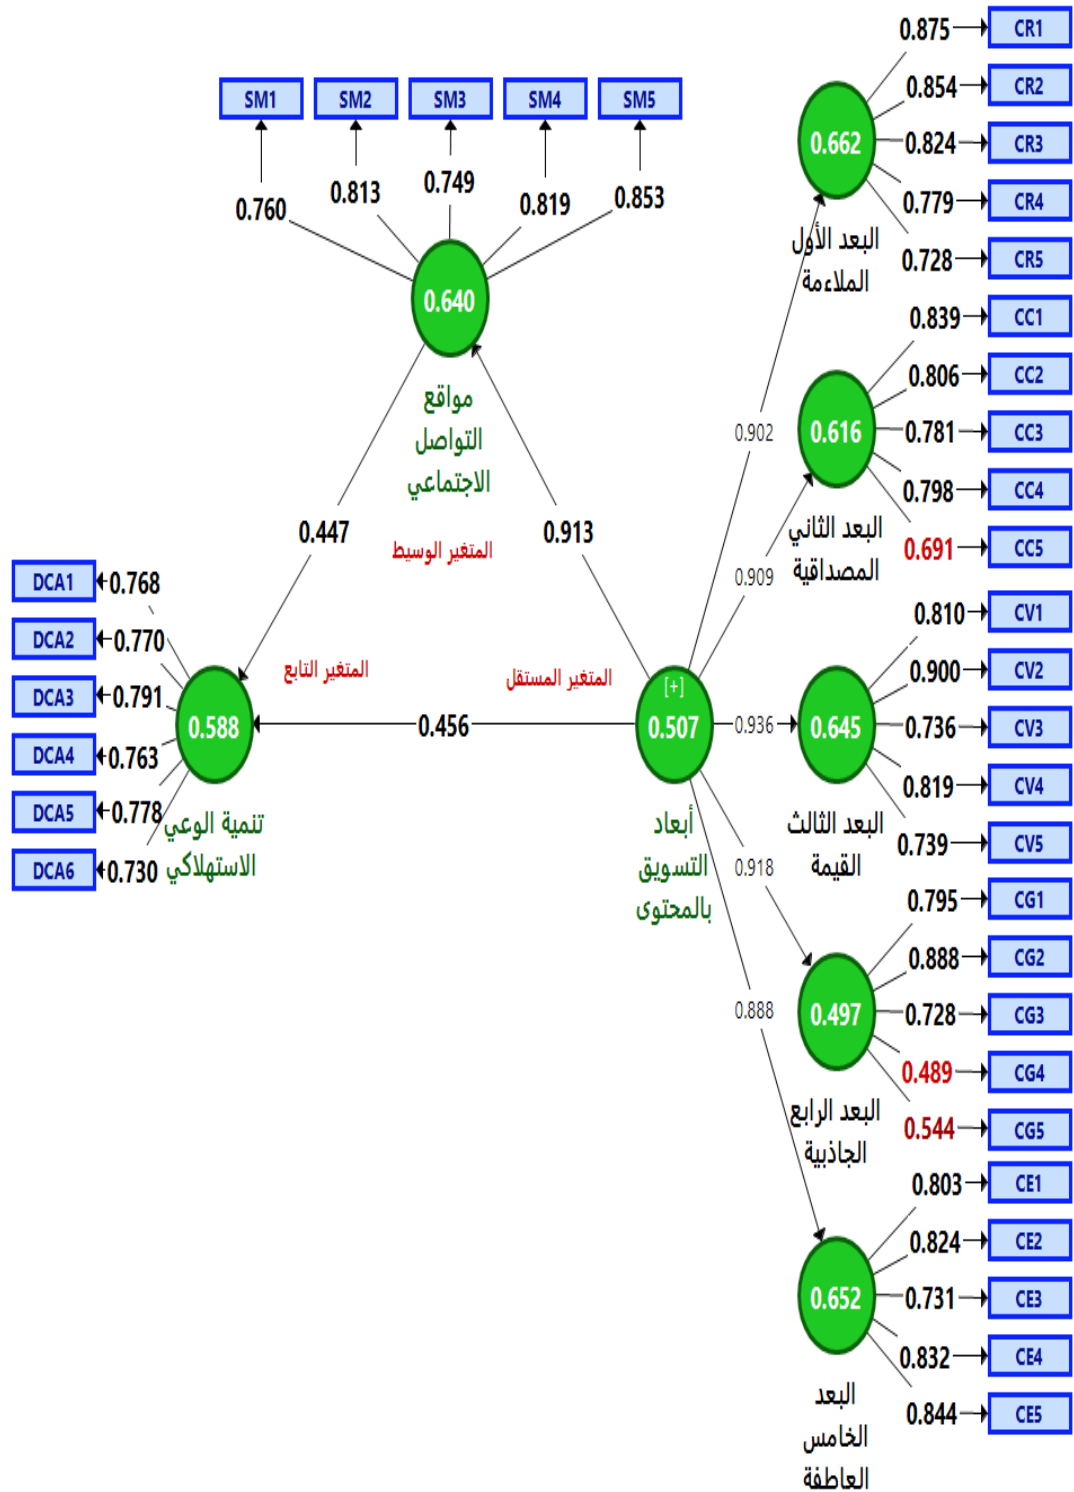 SM1 SM2 SM3 SM4 SM5
0.760 0.813 0.749 0.819 0.853
0.640
مواقع
التواصل
الاجتماعي
المتغير الوسيط
0.447
0.913
المتغير التابع
المتغير المستقل
DCA1 0.768
DCA2 0.770
DCA3 0.791
DCA4 0.763
DCA5 0.778
DCA6 0.730
0.588
تنمية الوعي
الاستهلاكي
0.456
[+]
0.507
أبعاد
التسويق
بالمحتوى
0.902
0.909
0.936
0.918
0.888
0.662
البعد الأول
الملاءمة
0.875 CR1
0.854 CR2
0.824 CR3
0.779 CR4
0.728 CR5
0.616
البعد الثاني
المصداقية
0.839 CC1
0.806 CC2
0.781 CC3
0.798 CC4
0.691 CC5
0.645
البعد الثالث
القيمة
0.810 CV1
0.900 CV2
0.736 CV3
0.819 CV4
0.739 CV5
0.497
البعد الرابع
الجاذبية
0.795 CG1
0.888 CG2
0.728 CG3
0.489 CG4
0.544 CG5
0.652
البعد
الخامس
العاطفة
0.803 CE1
0.824 CE2
0.731 CE3
0.832 CE4
0.844 CE5